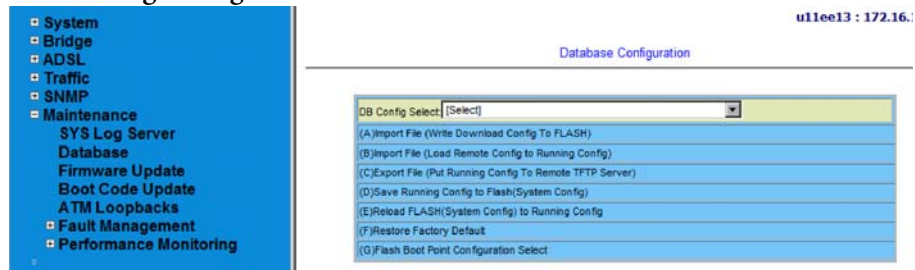 System
Bridge
ADSL
Traffic
SNMP
Maintenance
SYS Log Server
Database
Firmware Update
Boot Code Update
ATM Loopbacks
Fault Management
Performance Monitoring
u11ee13 : 172.16.
Database Configuration
DB Config Select: [Select]
(A)Import File (Write Download Config To FLASH)
(B)Import File (Load Remote Config to Running Config)
(C)Export File (Put Running Config To Remote TFTP Server)
(D)Save Running Config to Flash(System Config)
(E)Reload FLASH(System Config) to Running Config
(F)Restore Factory Default
(G)Flash Boot Point Configuration Select